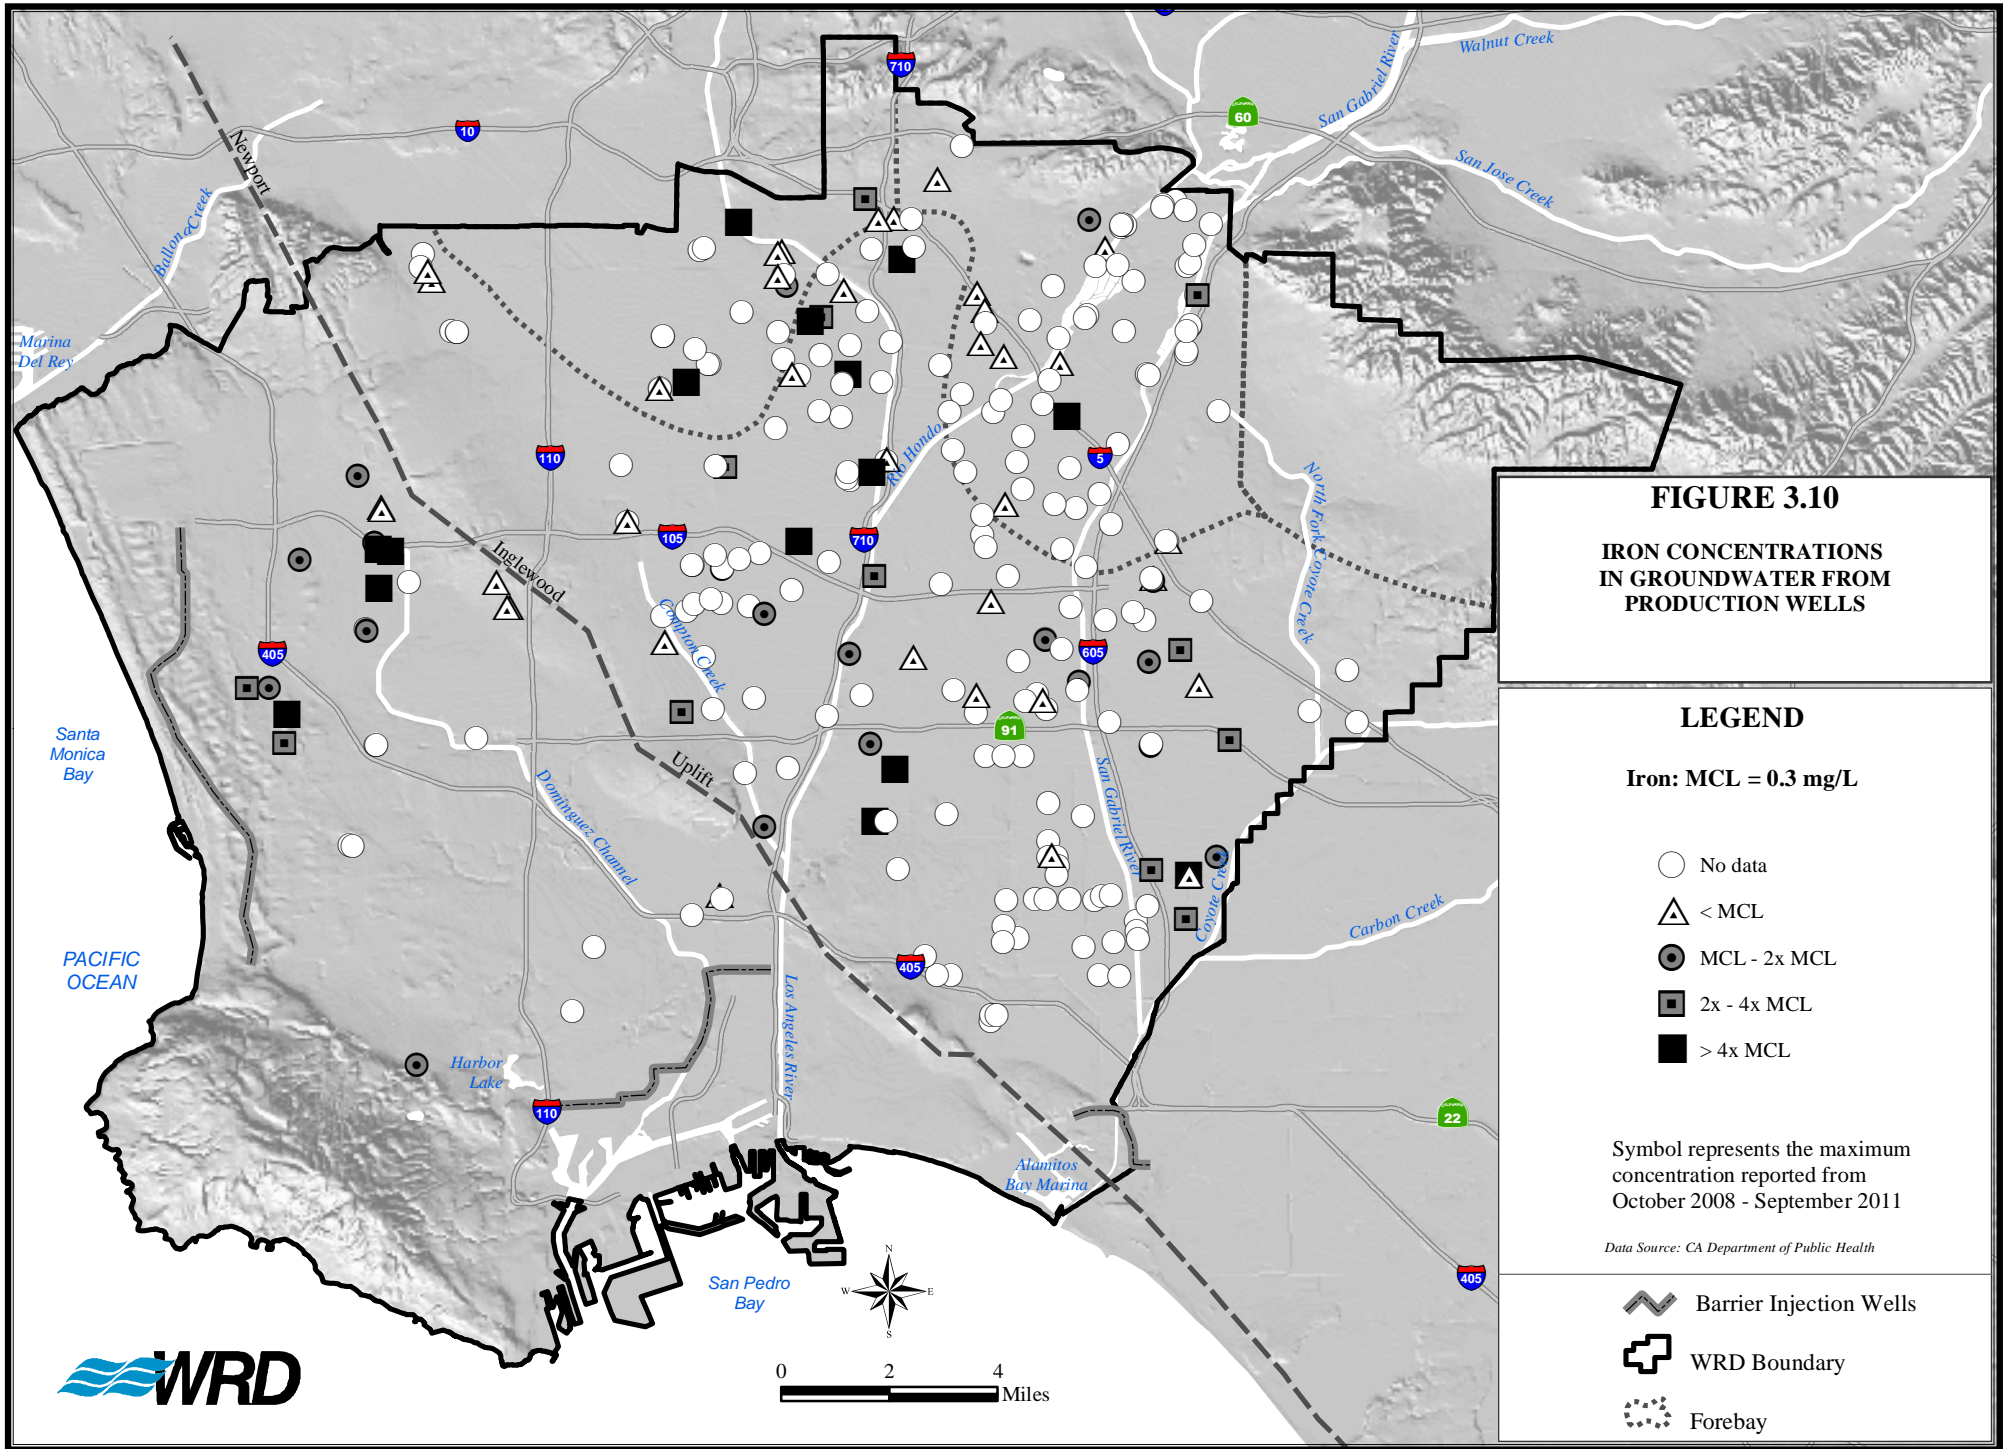 710
Walnut Creek
San Gabriel River
60
10
Newport
San Jose Creek
Ballona Creek
Marina
Del Rey
110
Rio Hondo
5
North Fork Coyote Creek
FIGURE 3.10
IRON CONCENTRATIONS
IN GROUNDWATER FROM
PRODUCTION WELLS
105
710
Inglewood
Compton Creek
405
605
Santa
Monica
Bay
91
Uplift
San Gabriel River
Dominguez Channel
LEGEND
Iron: MCL = 0.3 mg/L
No data
< MCL
MCL - 2x MCL
2x - 4x MCL
> 4x MCL
Coyote Creek
Carbon Creek
PACIFIC
OCEAN
405
Los Angeles River
Harbor
Lake
110
22
Alamitos
Bay Marina
Symbol represents the maximum
concentration reported from
October 2008 - September 2011
Data Source: CA Department of Public Health
405
San Pedro
Bay
N
W
E
S
Barrier Injection Wells
WRD Boundary
Forebay
WRD
0 2 4
Miles